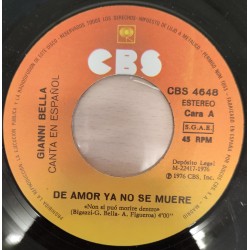 CBS
GIANNI BELLA
CANTA EN ESPAÑOL
CBS 4648
ESTEREO
Cara A
S.G.A.E.
45 RPM
Depósito Legal
M-22417-1976
℗ 1976 CBS, Inc.
DE AMOR YA NO SE MUERE
«Non si può morire dentro»
(Bigazzi-G. Bella- A. Figueroa) 4'00"